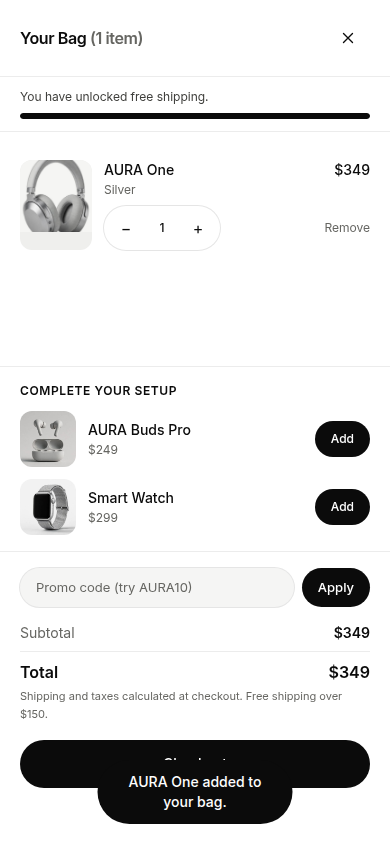 Your Bag (1 item)
You have unlocked free shipping.
AURA One
$349
Silver
− 1 +
Remove
COMPLETE YOUR SETUP
AURA Buds Pro
$249
Add
Smart Watch
$299
Add
Promo code (try AURA10)
Apply
Subtotal
$349
Total
$349
Shipping and taxes calculated at checkout. Free shipping over
$150.
AURA One added to
your bag.